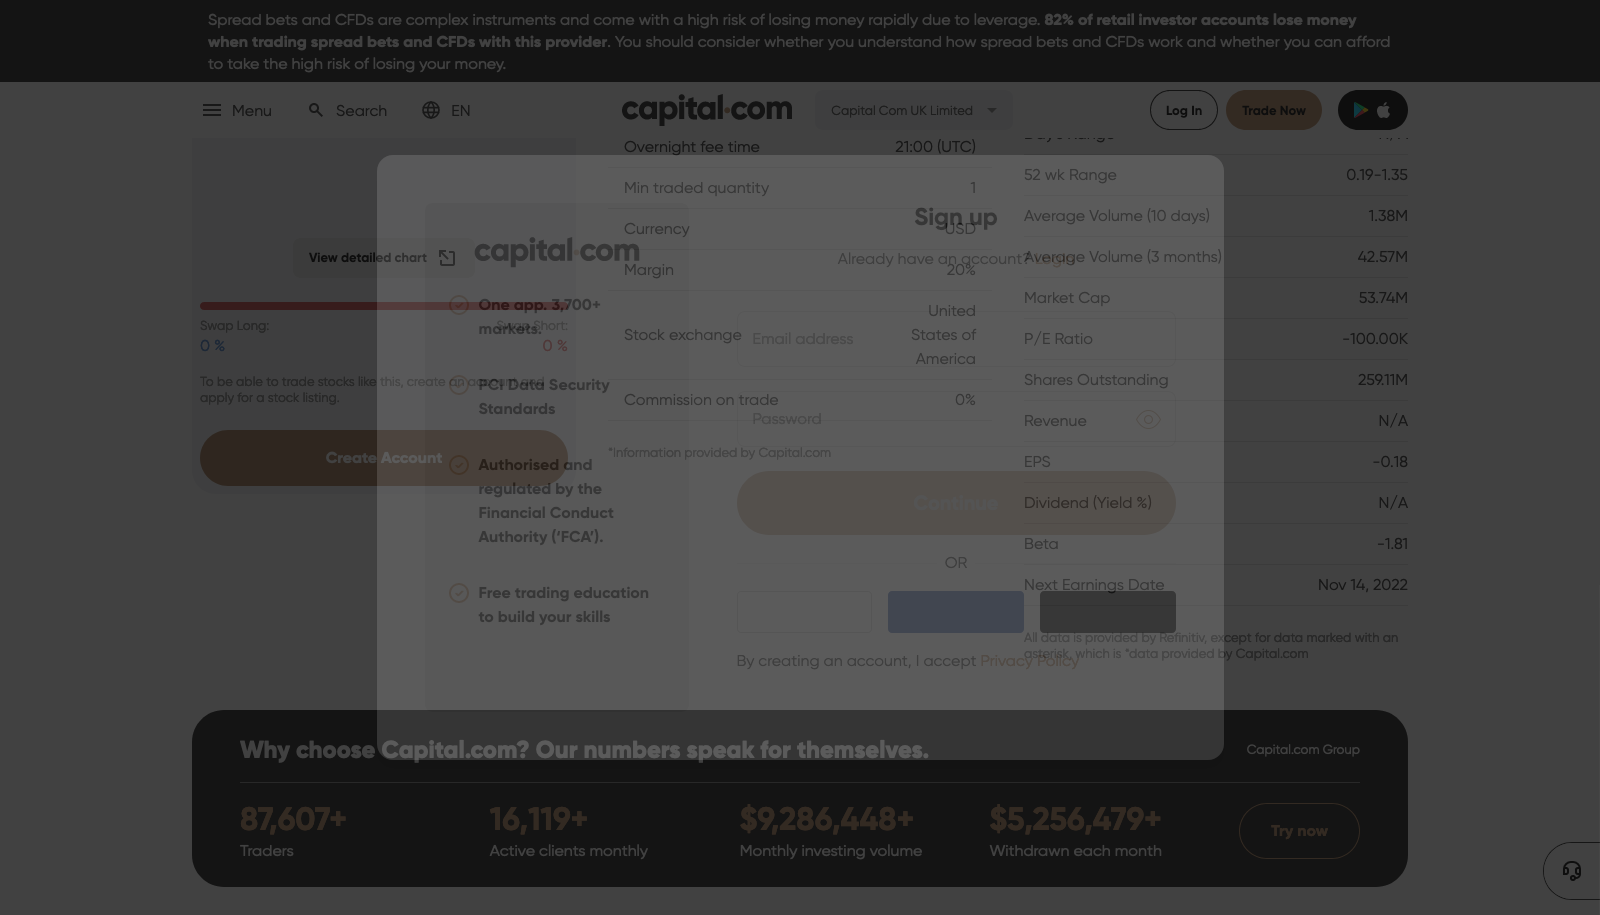 Spread bets and CFDs are complex instruments and come with a high risk of losing money rapidly due to leverage. 82% of retail investor accounts lose money
when trading spread bets and CFDs with this provider. You should consider whether you understand how spread bets and CFDs work and whether you can afford
to take the high risk of losing your money.
Menu
Search
EN
capital.com
Capital Com UK Limited
Log In
Trade Now
View detailed chart
Swap Long:
0 %
Swap Short:
0 %
To be able to trade stocks like this, create an account and
apply for a stock listing.
Create Account
Overnight fee time 21:00 (UTC)
Min traded quantity 1
Currency USD
Margin 20%
Stock exchange United
States of
America
Commission on trade 0%
*Information provided by Capital.com
52 wk Range 0.19-1.35
Average Volume (10 days) 1.38M
Average Volume (3 months) 42.57M
Market Cap 53.74M
P/E Ratio -100.00K
Shares Outstanding 259.11M
Revenue N/A
EPS -0.18
Dividend (Yield %) N/A
Beta -1.81
Next Earnings Date Nov 14, 2022
All data is provided by Refinitiv, except for data marked with an
asterisk, which is *data provided by Capital.com
capital.com
One app. 3,700+
markets.
PCI Data Security
Standards
Authorised and
regulated by the
Financial Conduct
Authority (‘FCA’).
Free trading education
to build your skills
Sign up
Already have an account? Login
Email address
Password
Continue
OR
By creating an account, I accept Privacy Policy
Why choose Capital.com? Our numbers speak for themselves.
Capital.com Group
87,607+
Traders
16,119+
Active clients monthly
$9,286,448+
Monthly investing volume
$5,256,479+
Withdrawn each month
Try now